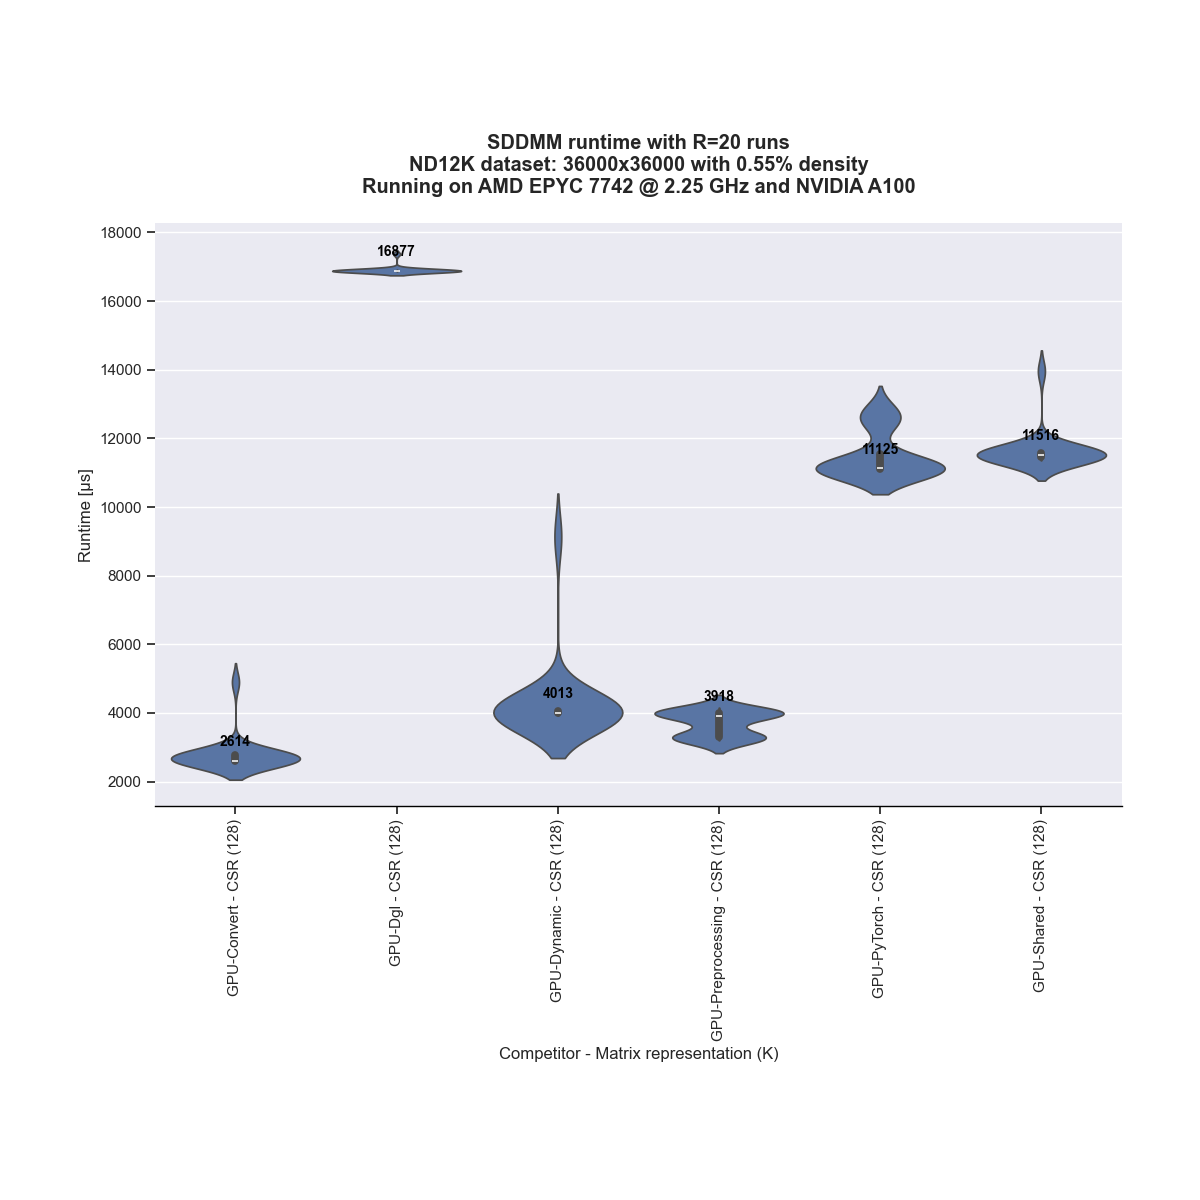 SDDMM runtime with R=20 runs
ND12K dataset: 36000x36000 with 0.55% density
Running on AMD EPYC 7742 @ 2.25 GHz and NVIDIA A100
18000
16000
14000
12000
10000
8000
6000
4000
2000
Runtime [µs]
2614
16877
4013
3918
11125
11516
GPU-Convert - CSR (128)
GPU-Dgl - CSR (128)
GPU-Dynamic - CSR (128)
GPU-Preprocessing - CSR (128)
GPU-PyTorch - CSR (128)
GPU-Shared - CSR (128)
Competitor - Matrix representation (K)